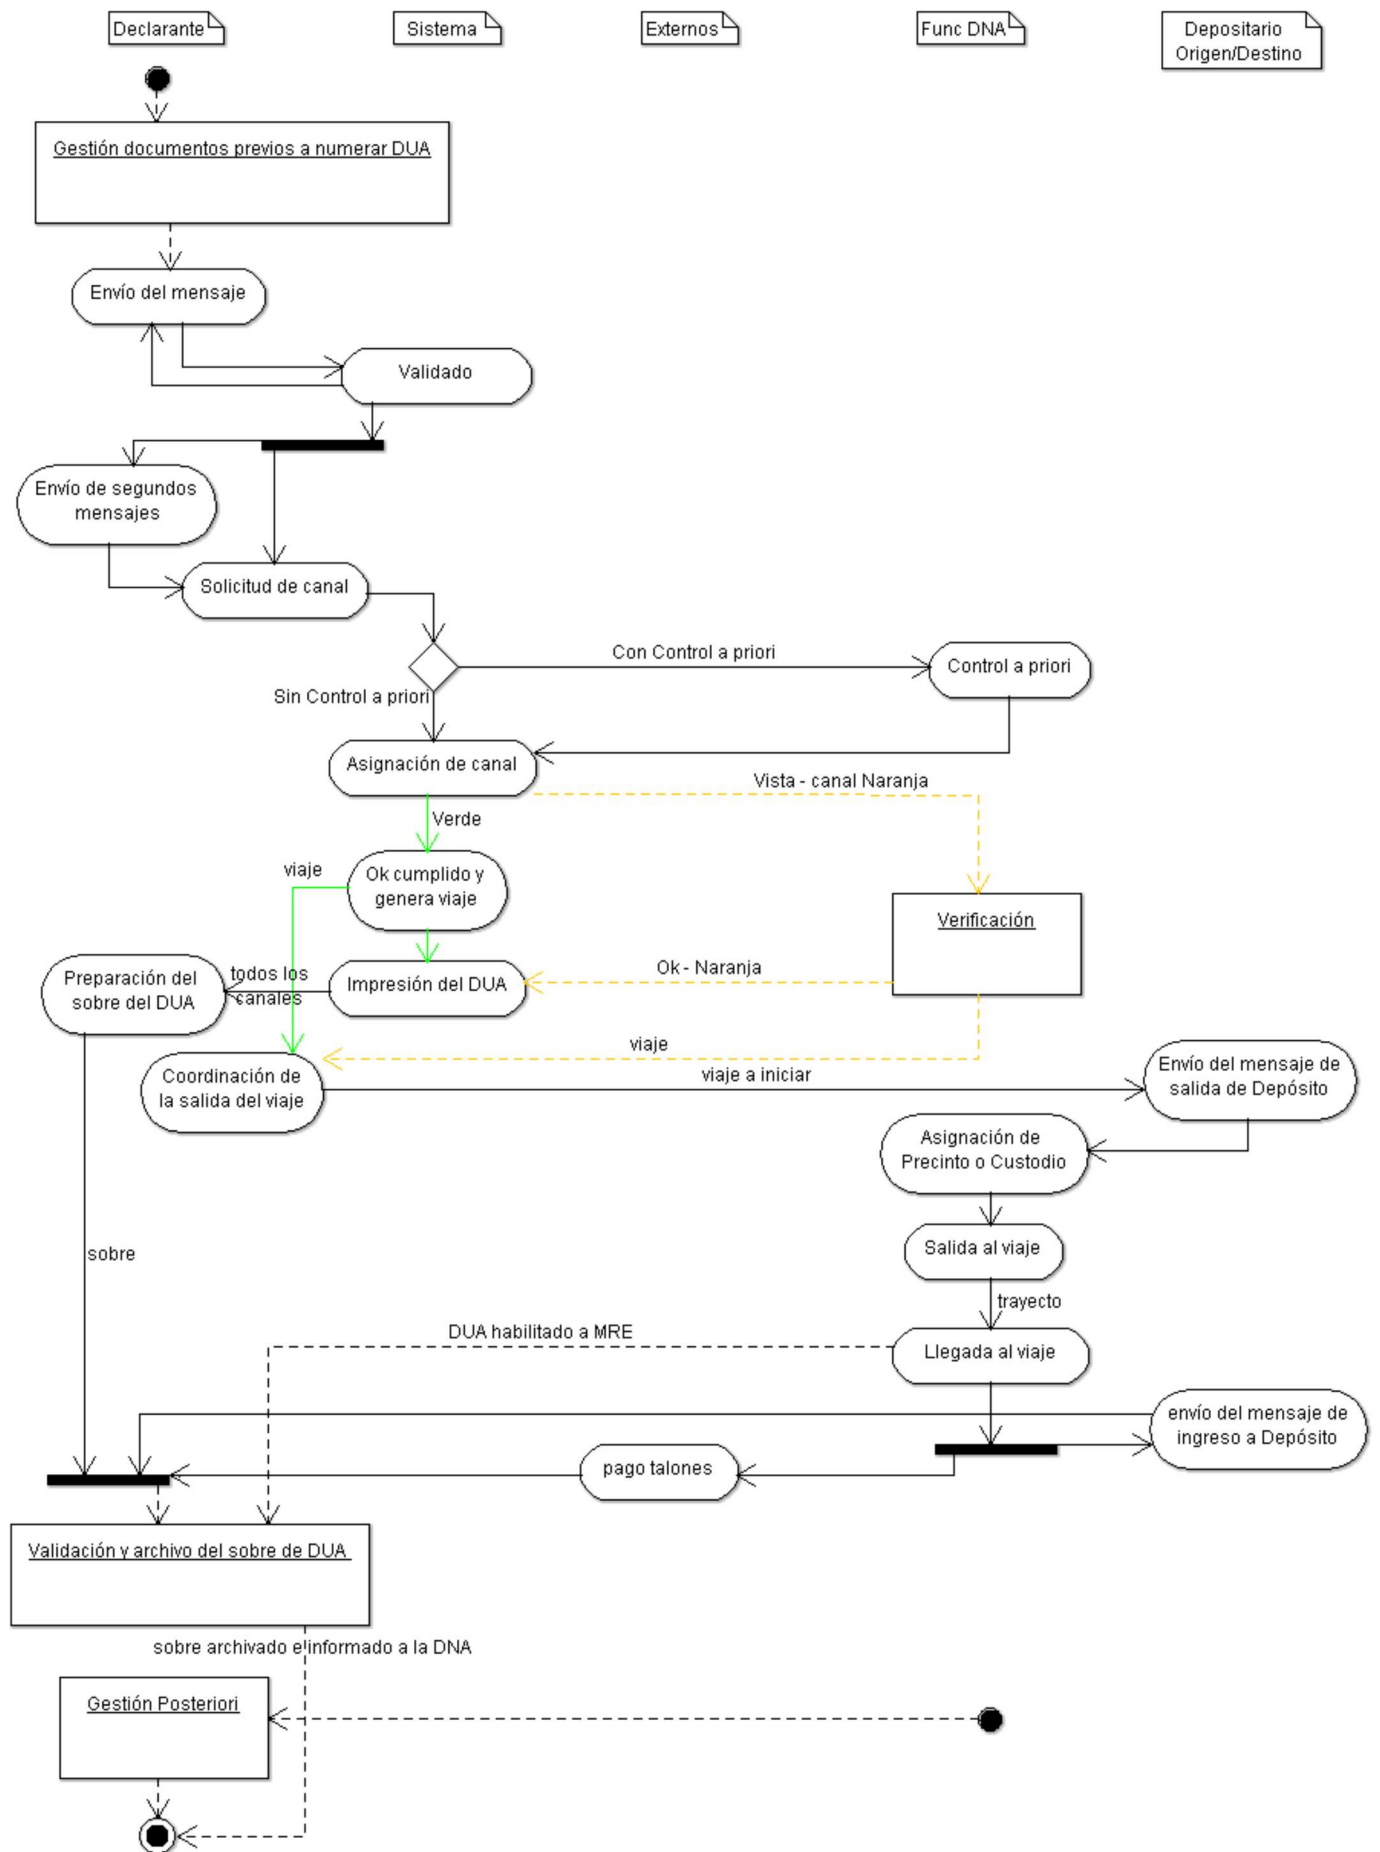 Declarante
Sistema
Externos
Func DNA
Depositario
Origen/Destino
Gestión documentos previos a numerar DUA
Envío del mensaje
Validado
Envío de segundos
mensajes
Solicitud de canal
Con Control a priori
Control a priori
Sin Control a priori
Asignación de canal
Vista - canal Naranja
Verde
viaje
Ok cumplido y
genera viaje
Verificación
Ok - Naranja
Preparación del
sobre del DUA
todos los
canales
Impresión del DUA
viaje
Coordinación de
la salida del viaje
viaje a iniciar
Envío del mensaje de
salida de Depósito
Asignación de
Precinto o Custodio
Salida al viaje
sobre
trayecto
DUA habilitado a MRE
Llegada al viaje
envío del mensaje de
ingreso a Depósito
pago talones
Validación y archivo del sobre de DUA
sobre archivado e informado a la DNA
Gestión Posteriori